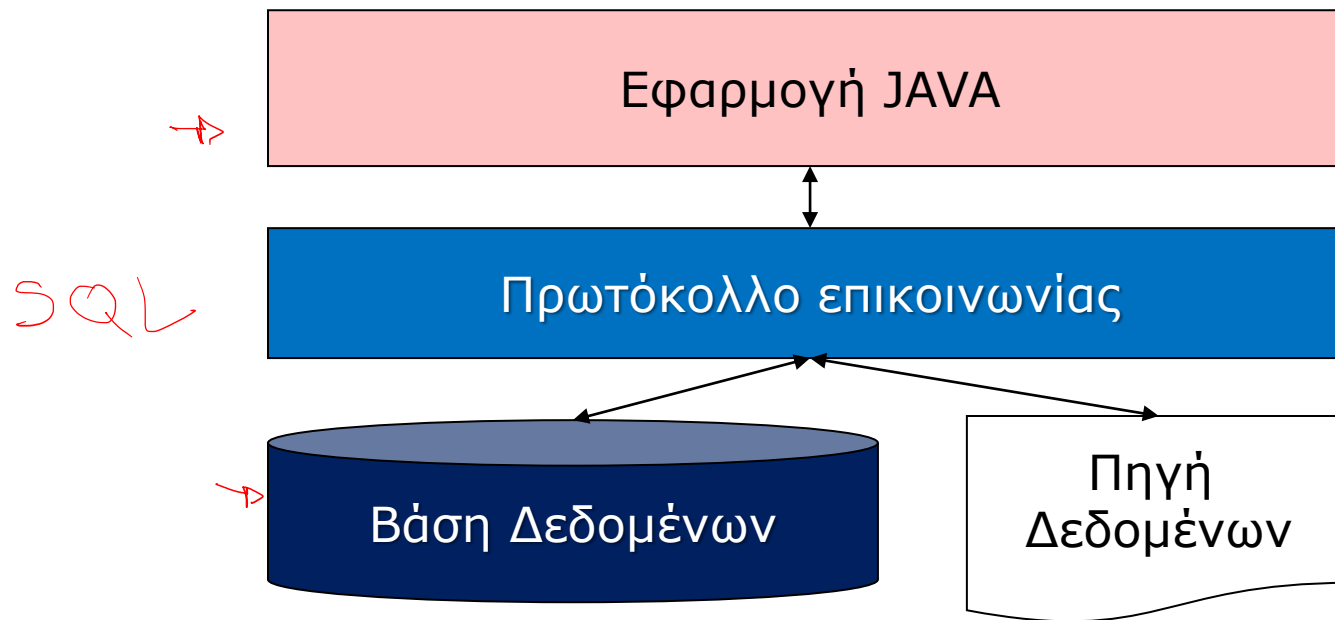 Εφαρμογή JAVA
SQL
Πρωτόκολλο επικοινωνίας
Βάση Δεδομένων
Πηγή
Δεδομένων